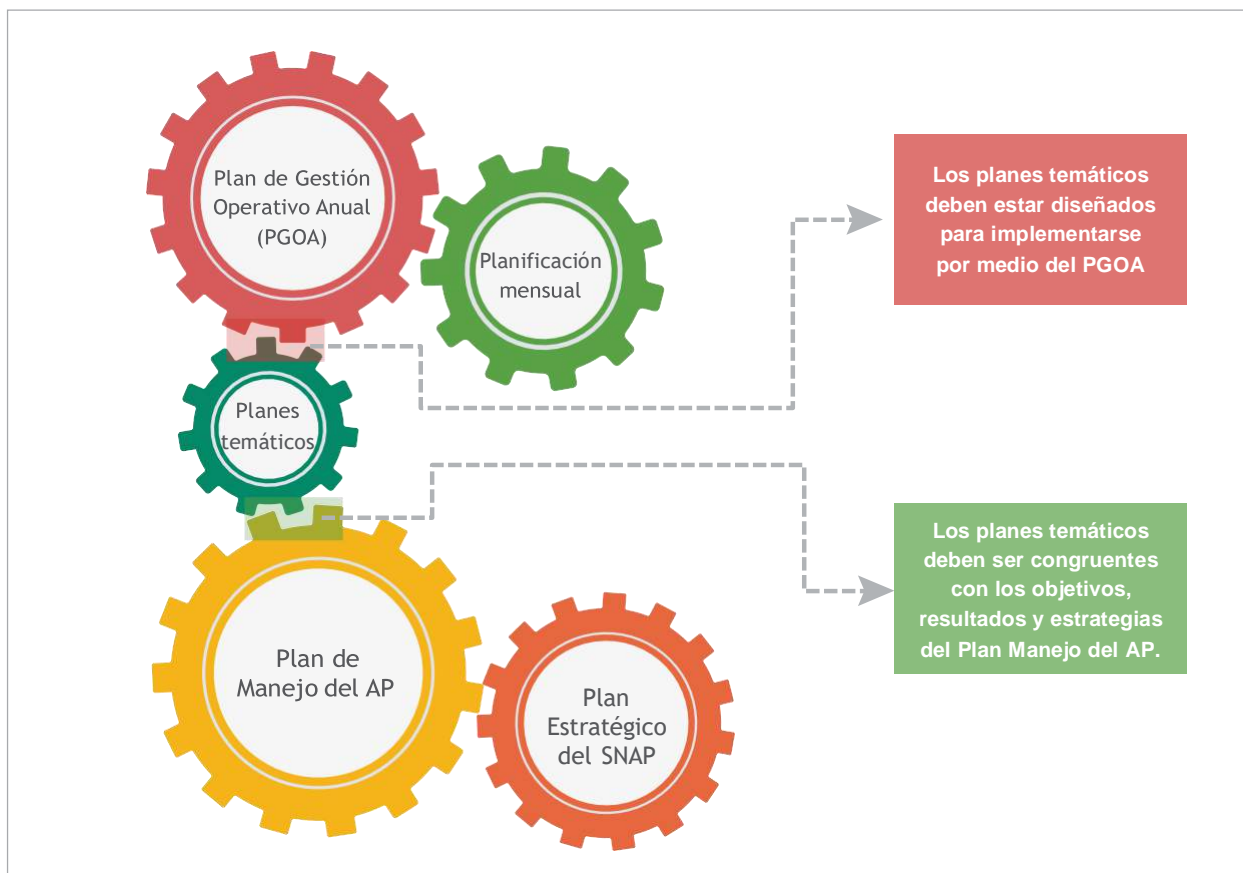 Plan de Gestión
Operativo Anual
(PGOA)
Planificación
mensual
Planes
temáticos
Plan de
Manejo del AP
Plan
Estratégico
del SNAP
Los planes temáticos
deben estar diseñados
para implementarse
por medio del PGOA
Los planes temáticos
deben ser congruentes
con los objetivos,
resultados y estrategias
del Plan Manejo del AP.